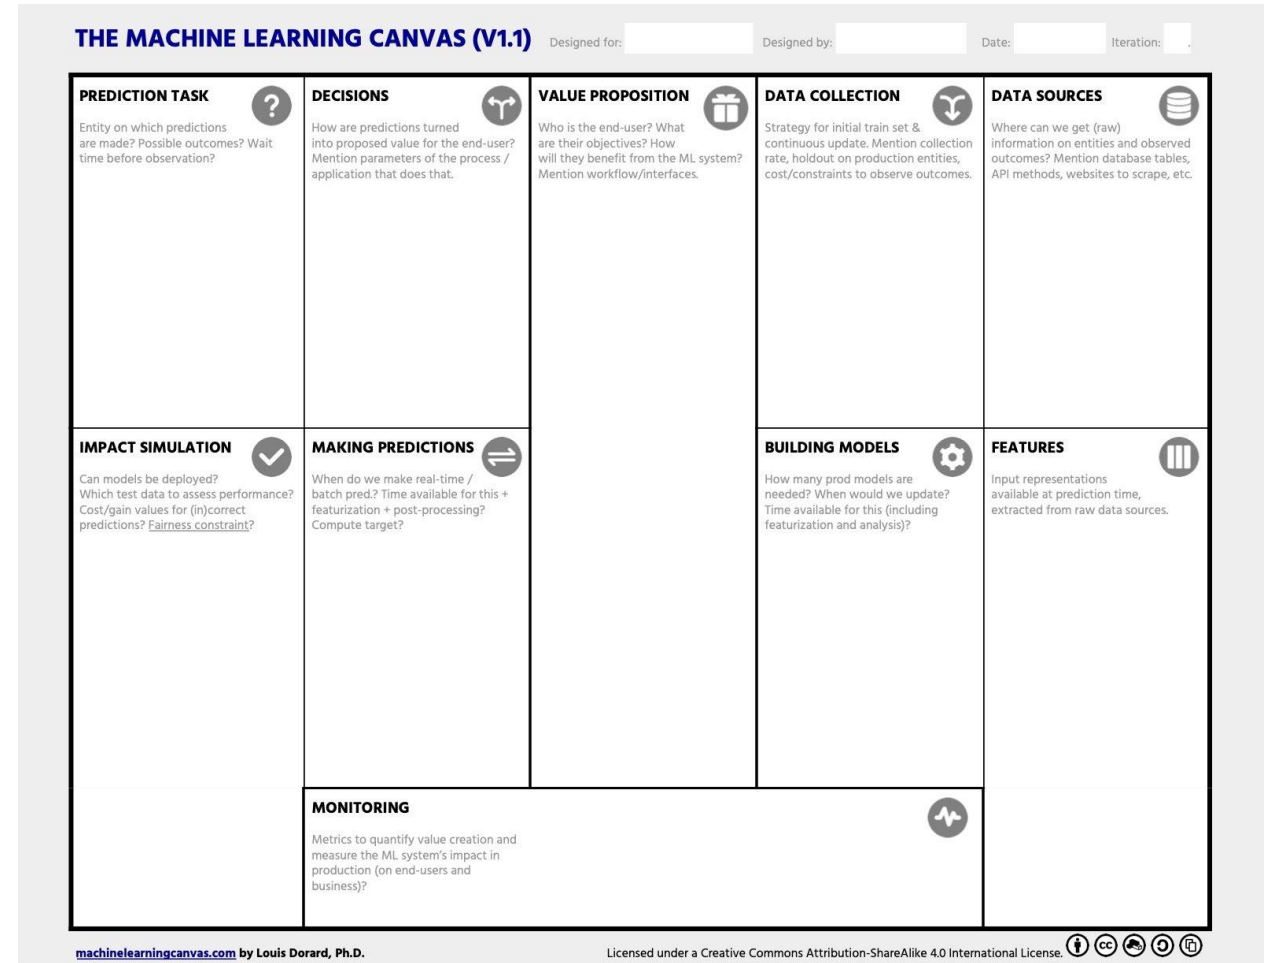 THE MACHINE LEARNING CANVAS (V1.1)
Designed for:
Designed by:
Date:
Iteration:
.
PREDICTION TASK
Entity on which predictions
are made? Possible outcomes? Wait
time before observation?
DECISIONS
How are predictions turned
into proposed value for the end-user?
Mention parameters of the process /
application that does that.
VALUE PROPOSITION
Who is the end-user? What
are their objectives? How
will they benefit from the ML system?
Mention workflow/interfaces.
DATA COLLECTION
Strategy for initial train set &
continuous update. Mention collection
rate, holdout on production entities,
cost/constraints to observe outcomes.
DATA SOURCES
Where can we get (raw)
information on entities and observed
outcomes? Mention database tables,
API methods, websites to scrape, etc.
IMPACT SIMULATION
Can models be deployed?
Which test data to assess performance?
Cost/gain values for (in)correct
predictions? Fairness constraint?
MAKING PREDICTIONS
When do we make real-time /
batch pred.? Time available for this +
featurization + post-processing?
Compute target?
BUILDING MODELS
How many prod models are
needed? When would we update?
Time available for this (including
featurization and analysis)?
FEATURES
Input representations
available at prediction time,
extracted from raw data sources.
MONITORING
Metrics to quantify value creation and
measure the ML system's impact in
production (on end-users and
business)?
machinelearningcanvas.com by Louis Dorard, Ph.D.
Licensed under a Creative Commons Attribution-ShareAlike 4.0 International License.
cc